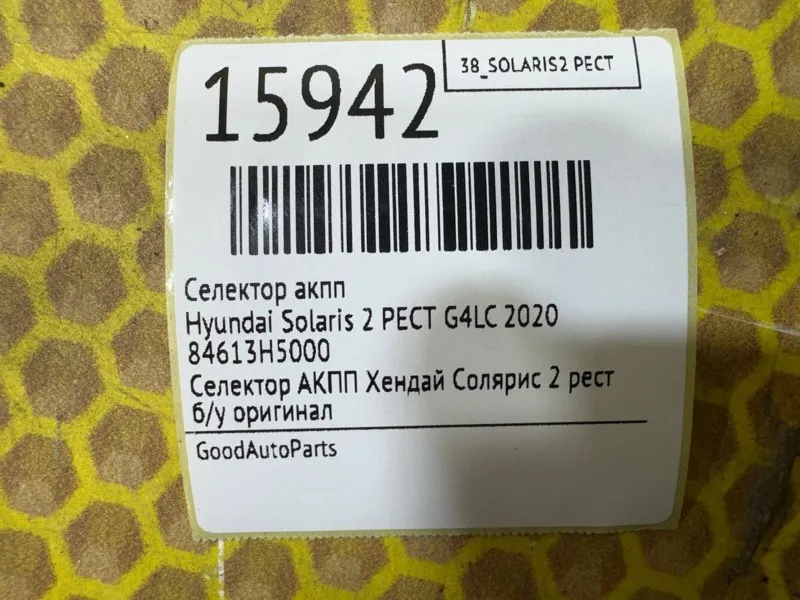 15942
38_SOLARIS2 РЕСТ
Селектор акпп
Hyundai Solaris 2 РЕСТ G4LC 2020
84613H5000
Селектор АКПП Хендай Солярис 2 рест
б/у оригинал
GoodAutoParts